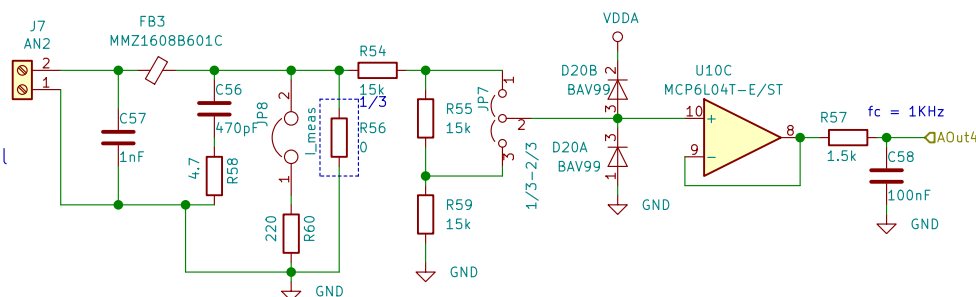 J7
AN2
2
1
FB3
MMZ1608B601C
C57
1nF
C56
470pF
4.7
R58
JP8
2
1
I_meas
220
R60
GND
R54
15k
1/3
R56
0
R55
15k
R59
15k
GND
JP7
1
2
3
1/3-2/3
VDDA
D20B
BAV99
2
3
D20A
BAV99
3
1
GND
U10C
MCP6L04T-E/ST
10
+
9
−
8
R57
1.5k
fc = 1KHz
AOut4
C58
100nF
GND
l